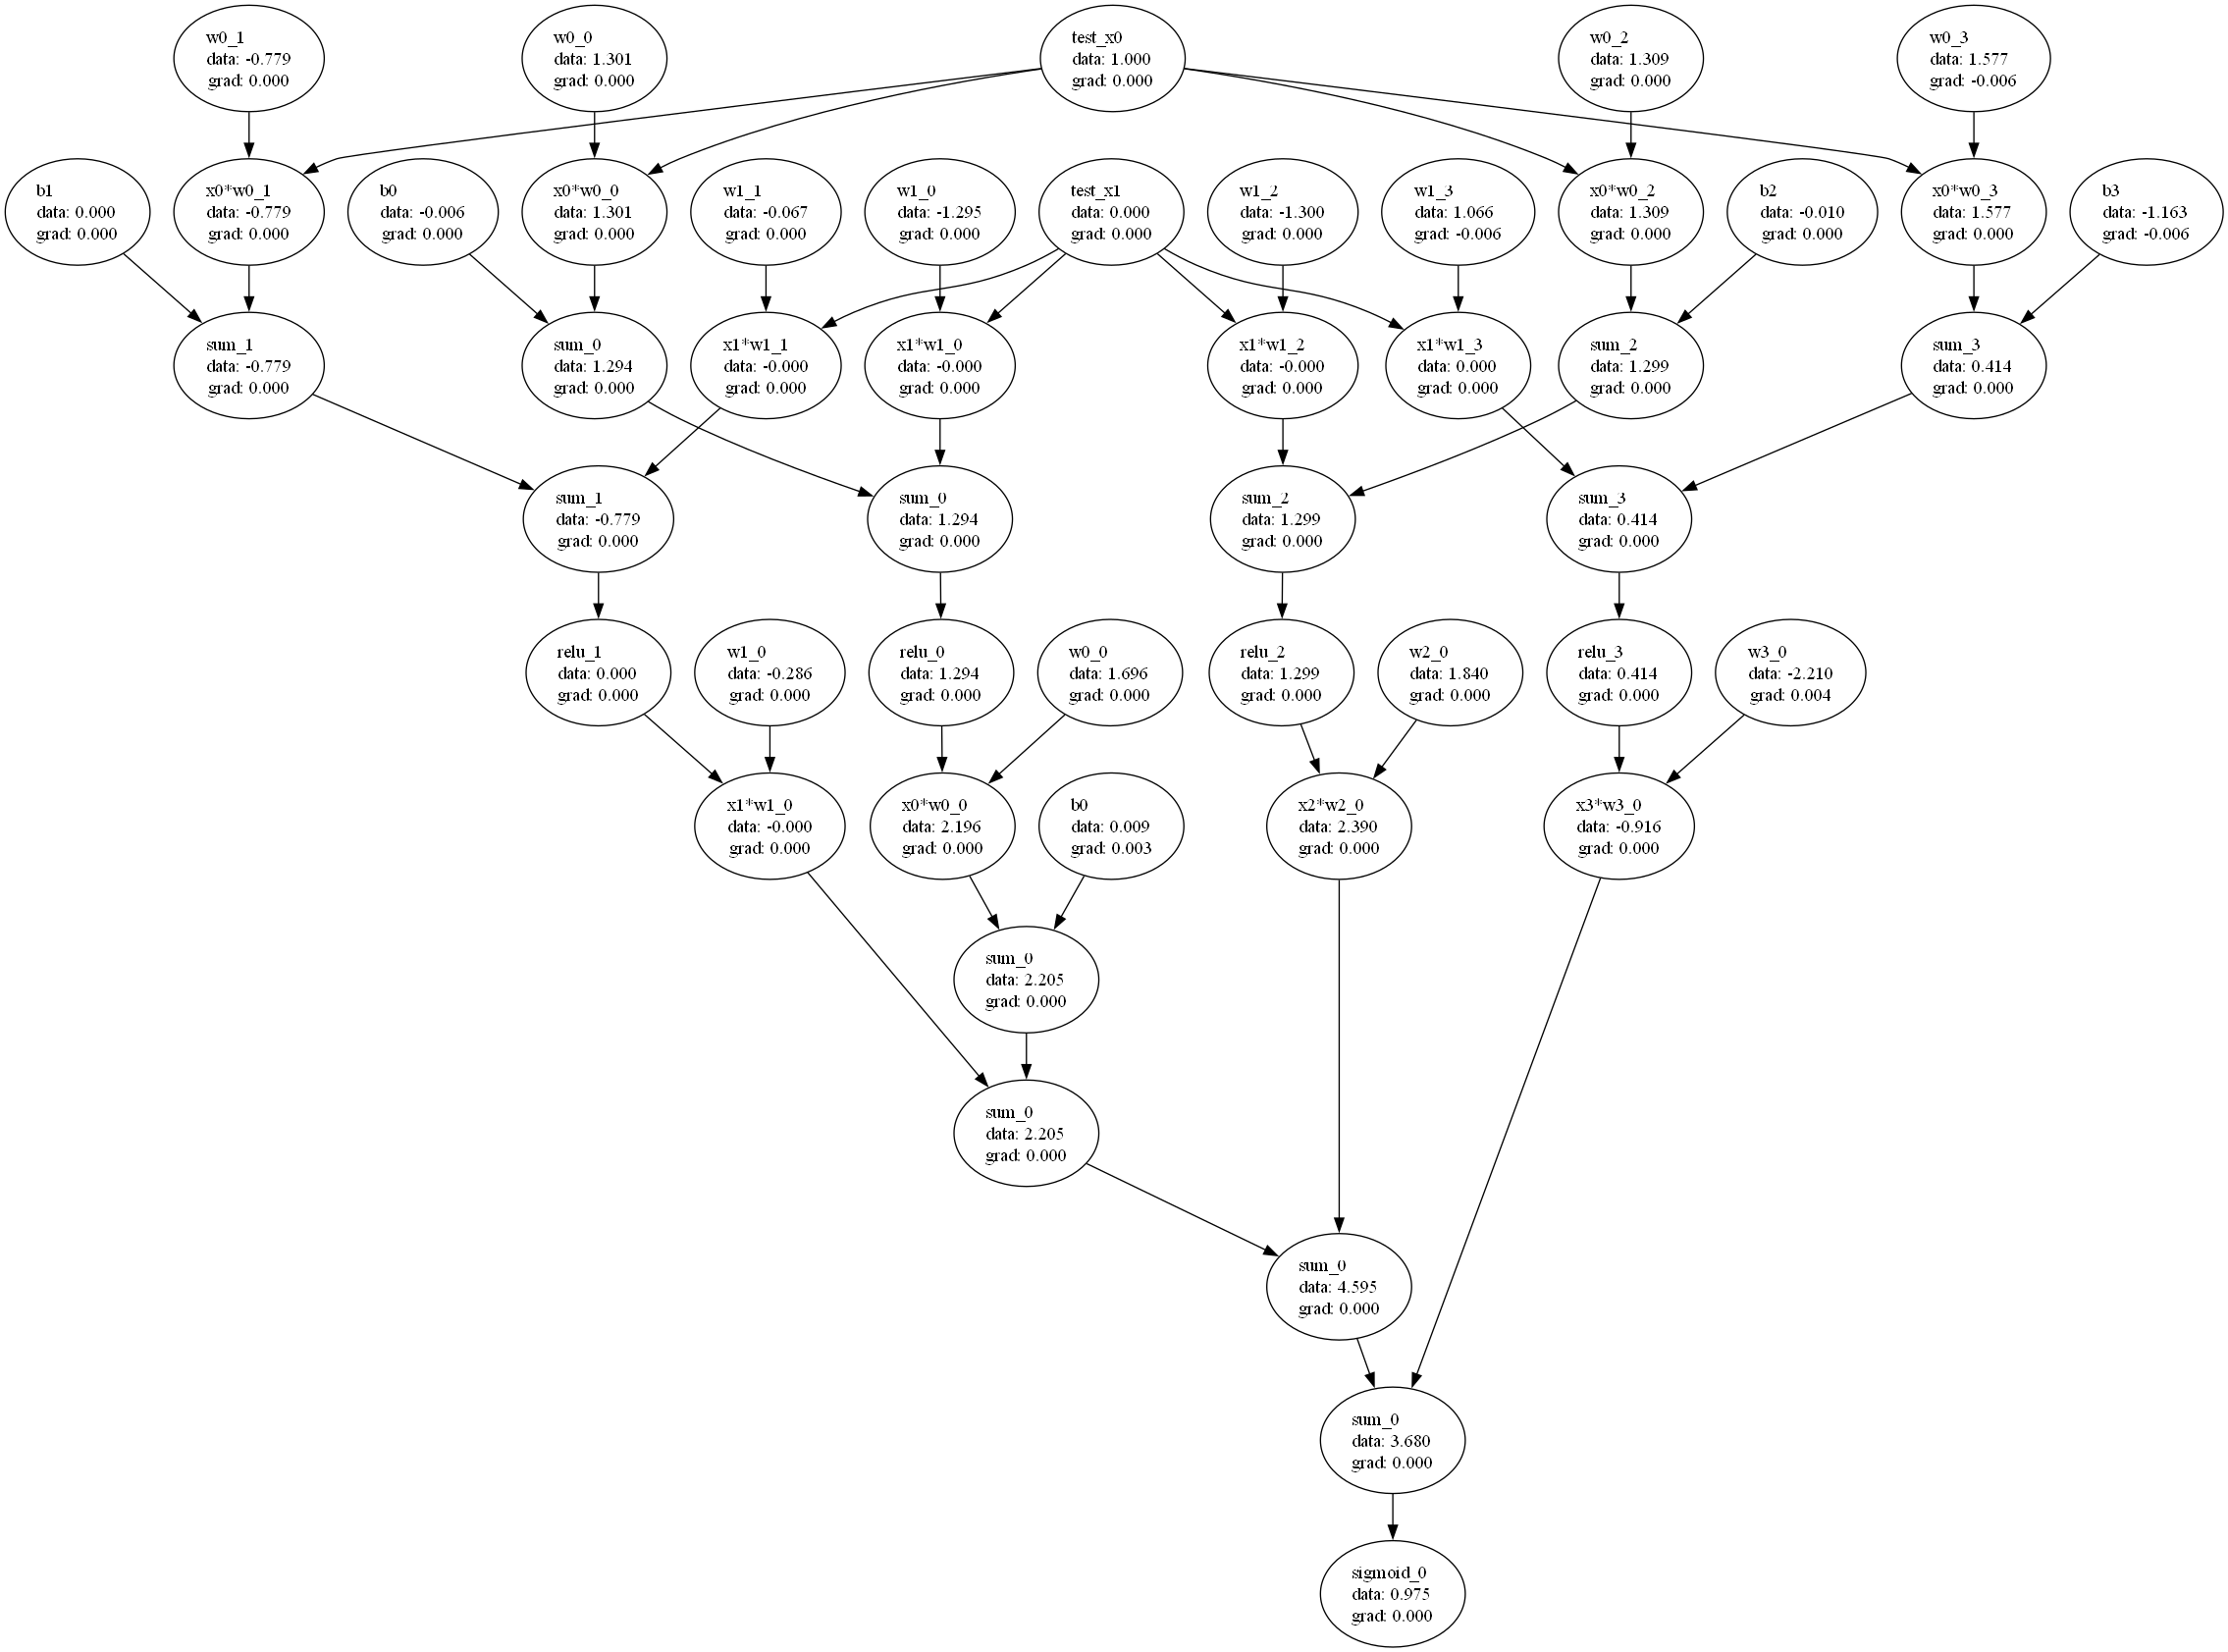 w0_1
data: -0.779
grad: 0.000
w0_0
data: 1.301
grad: 0.000
test_x0
data: 1.000
grad: 0.000
w0_2
data: 1.309
grad: 0.000
w0_3
data: 1.577
grad: -0.006
b1
data: 0.000
grad: 0.000
x0*w0_1
data: -0.779
grad: 0.000
b0
data: -0.006
grad: 0.000
x0*w0_0
data: 1.301
grad: 0.000
w1_1
data: -0.067
grad: 0.000
w1_0
data: -1.295
grad: 0.000
test_x1
data: 0.000
grad: 0.000
w1_2
data: -1.300
grad: 0.000
w1_3
data: 1.066
grad: -0.006
x0*w0_2
data: 1.309
grad: 0.000
b2
data: -0.010
grad: 0.000
x0*w0_3
data: 1.577
grad: 0.000
b3
data: -1.163
grad: -0.006
sum_1
data: -0.779
grad: 0.000
sum_0
data: 1.294
grad: 0.000
x1*w1_1
data: -0.000
grad: 0.000
x1*w1_0
data: -0.000
grad: 0.000
x1*w1_2
data: -0.000
grad: 0.000
x1*w1_3
data: 0.000
grad: 0.000
sum_2
data: 1.299
grad: 0.000
sum_3
data: 0.414
grad: 0.000
sum_1
data: -0.779
grad: 0.000
sum_0
data: 1.294
grad: 0.000
sum_2
data: 1.299
grad: 0.000
sum_3
data: 0.414
grad: 0.000
relu_1
data: 0.000
grad: 0.000
w1_0
data: -0.286
grad: 0.000
relu_0
data: 1.294
grad: 0.000
w0_0
data: 1.696
grad: 0.000
relu_2
data: 1.299
grad: 0.000
w2_0
data: 1.840
grad: 0.000
relu_3
data: 0.414
grad: 0.000
w3_0
data: -2.210
grad: 0.004
x1*w1_0
data: -0.000
grad: 0.000
x0*w0_0
data: 2.196
grad: 0.000
b0
data: 0.009
grad: 0.003
x2*w2_0
data: 2.390
grad: 0.000
x3*w3_0
data: -0.916
grad: 0.000
sum_0
data: 2.205
grad: 0.000
sum_0
data: 2.205
grad: 0.000
sum_0
data: 4.595
grad: 0.000
sum_0
data: 3.680
grad: 0.000
sigmoid_0
data: 0.975
grad: 0.000